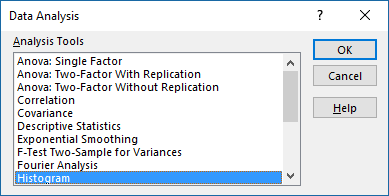 Data Analysis
?
Analysis Tools
Anova: Single Factor
Anova: Two-Factor With Replication
Anova: Two-Factor Without Replication
Correlation
Covariance
Descriptive Statistics
Exponential Smoothing
F-Test Two-Sample for Variances
Fourier Analysis
Histogram
OK
Cancel
Help